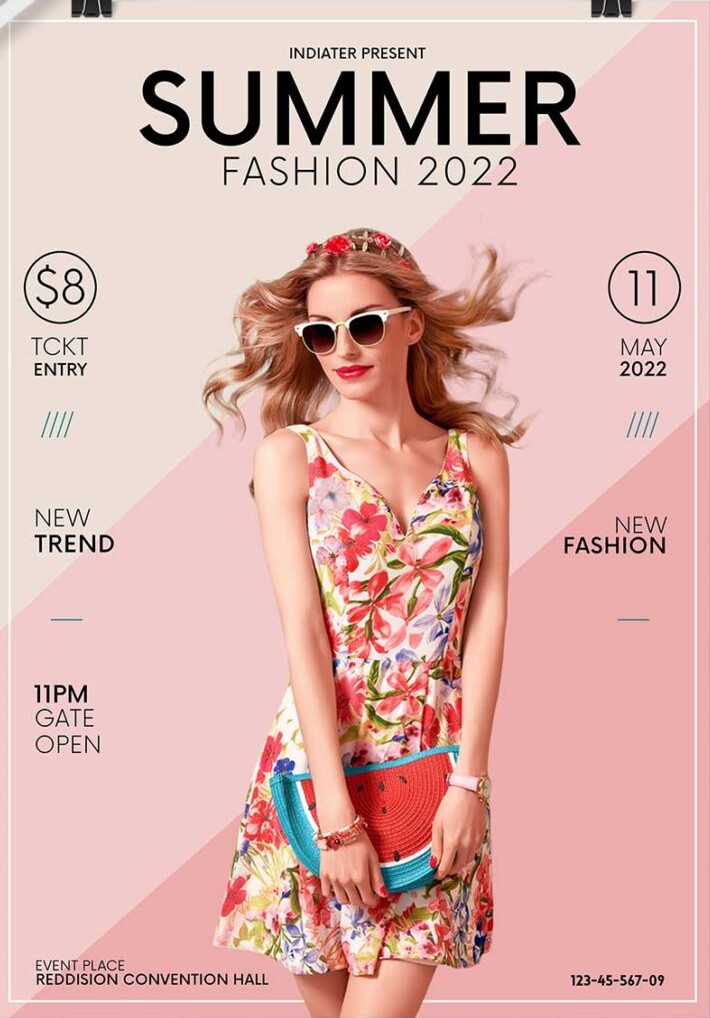 INDIATER PRESENT
SUMMER
FASHION 2022
$8
TCKT
ENTRY
////
NEW
TREND
11PM
GATE
OPEN
11
MAY
2022
////
NEW
FASHION
EVENT PLACE
REDDISION CONVENTION HALL
123-45-567-09